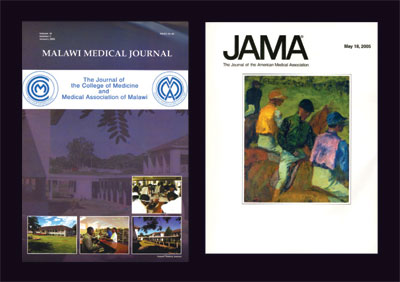 MALAWI MEDICAL JOURNAL
The Journal of
the College of Medicine
and
Medical Association of Malawi
JAMA®
May 18, 2005
The Journal of the American Medical Association